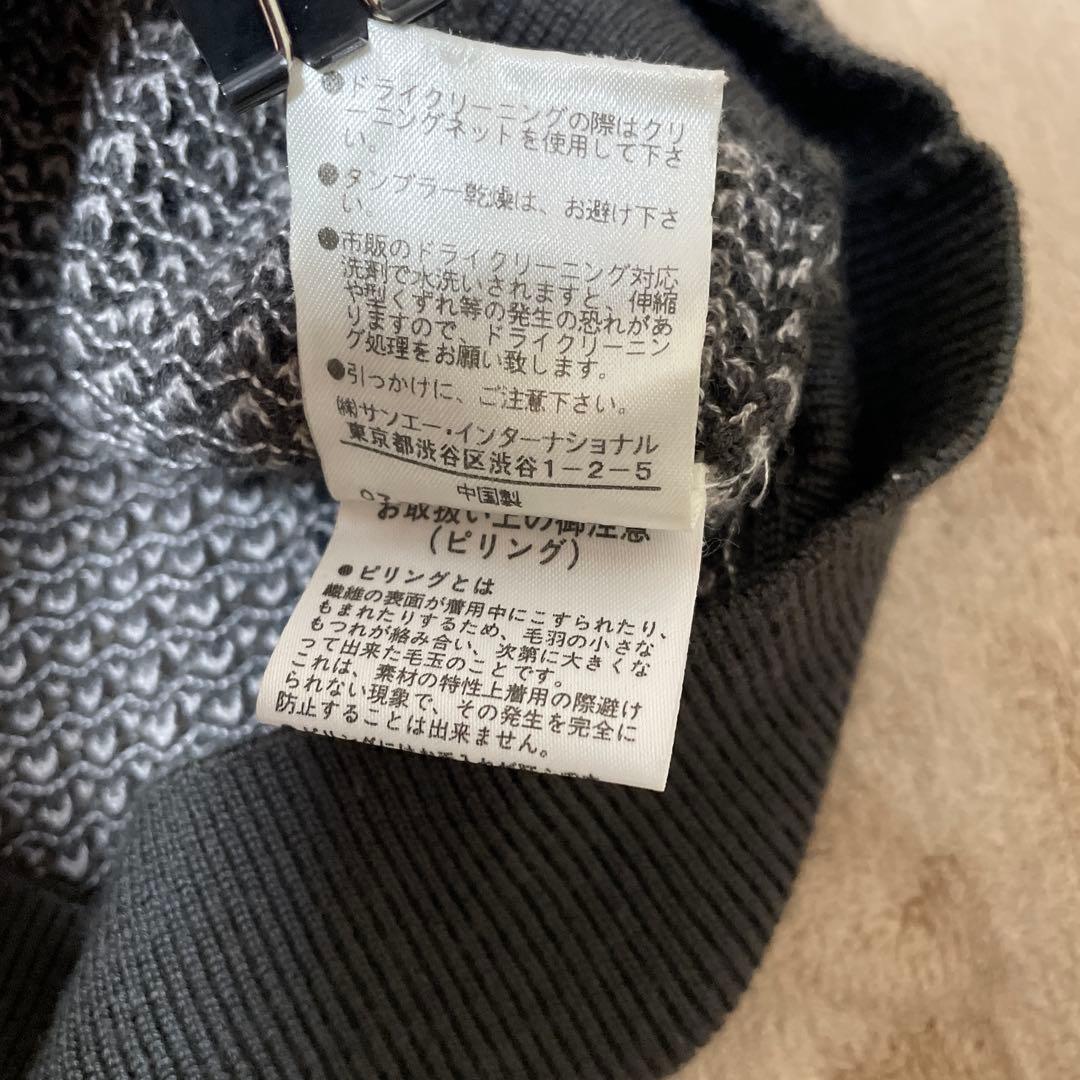 ●ドライクリーニングの際はクリ
ーニングネットを使用して下さ
い。
●タンブラー乾燥は、お避け下さ
い。
●市販のドライクリーニング対応
洗剤で水洗いされますと、伸縮
や型くずれ等の発生の恐れがあ
りますので、ドライクリーニン
グ処理をお願い致します。
●引っかけに、ご注意下さい。
㈱サンエー・インターナショナル
東京都渋谷区渋谷1-2-5
中国製
お取扱い上の御注意
(ピリング)
●ピリングとは
繊維の表面が着用中にこすられたり、
もまれたりするため、毛羽の小さな
もつれが絡み合い、次第に大きくな
って出来た毛玉のことです。
これは、素材の特性上着用の際避け
られない現象で、その発生を完全に
防止することは出来ません。